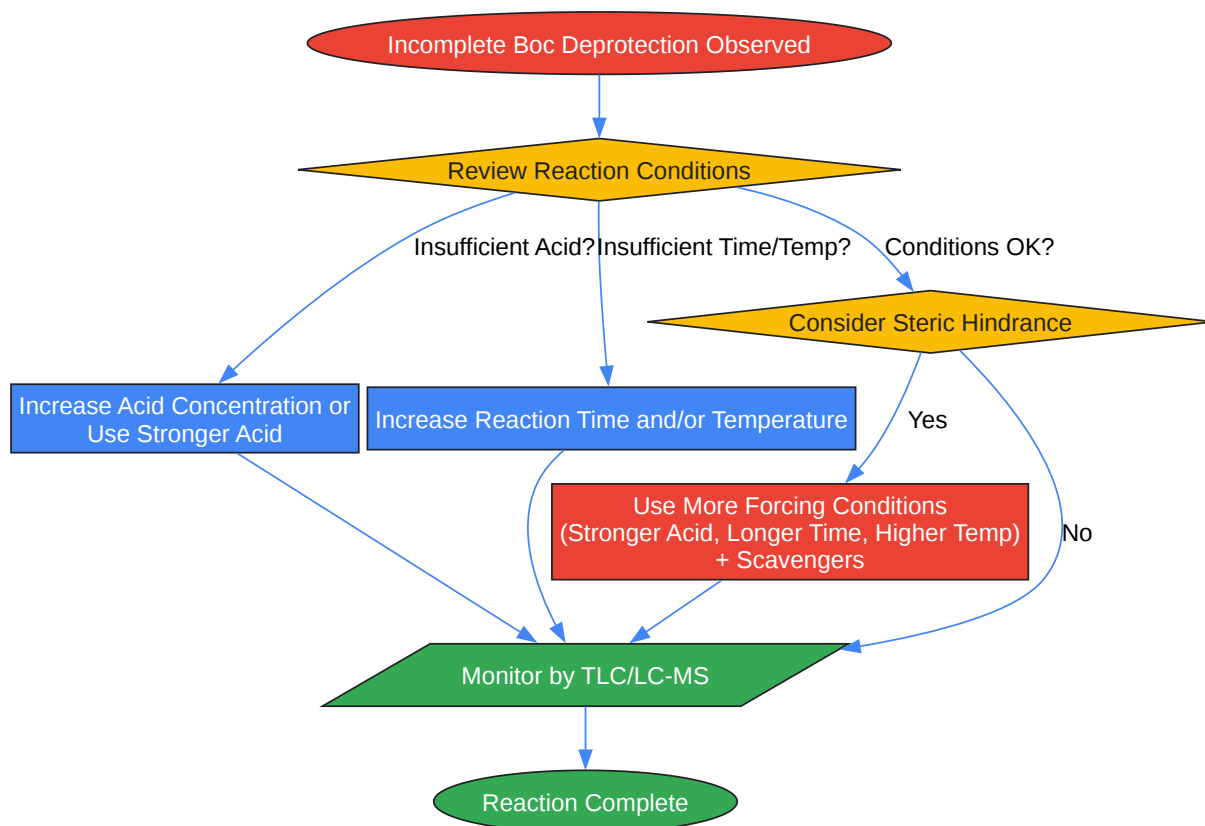 Incomplete Boc Deprotection Observed
Review Reaction Conditions
Insufficient Acid?
Insufficient Time/Temp?
Conditions OK?
Consider Steric Hindrance
Increase Acid Concentration or
Use Stronger Acid
Increase Reaction Time and/or Temperature
Yes
Use More Forcing Conditions
(Stronger Acid, Longer Time, Higher Temp)
+ Scavengers
No
Monitor by TLC/LC-MS
Reaction Complete